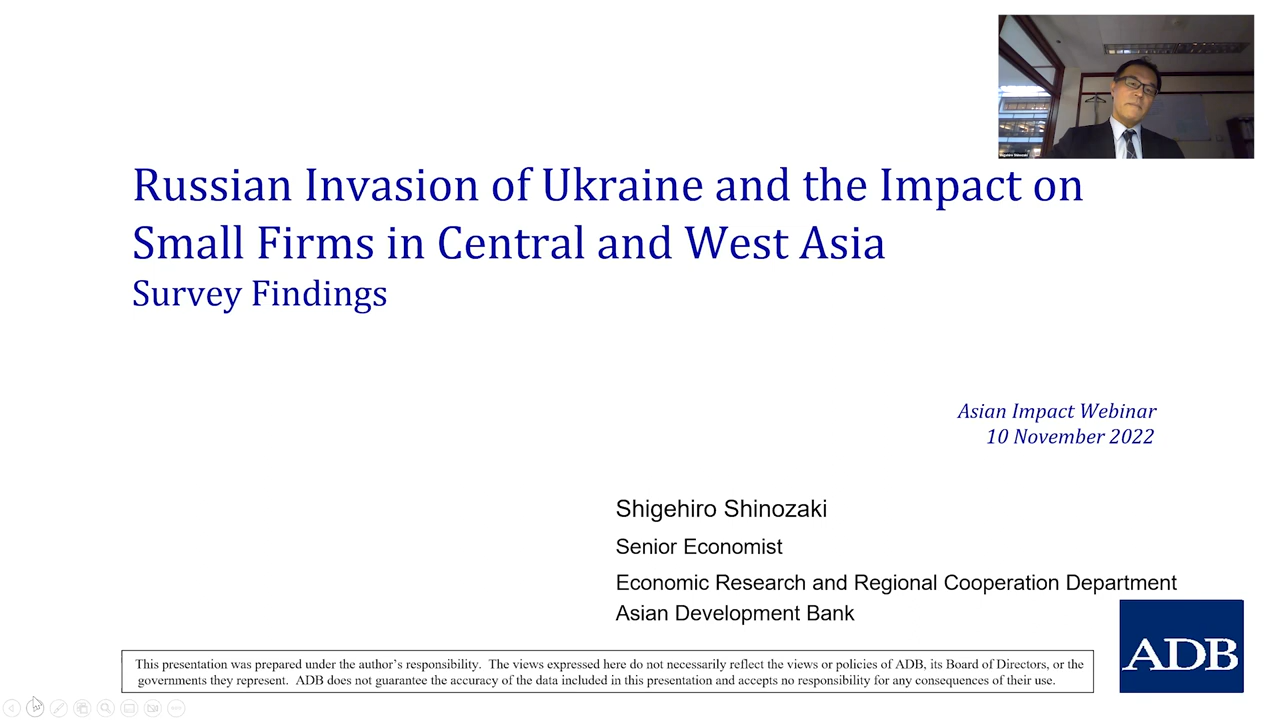 Shigehiro Shinozaki
Russian Invasion of Ukraine and the Impact on
Small Firms in Central and West Asia
Survey Findings
Asian Impact Webinar
10 November 2022
Shigehiro Shinozaki
Senior Economist
Economic Research and Regional Cooperation Department
Asian Development Bank
ADB
This presentation was prepared under the author's responsibility. The views expressed here do not necessarily reflect the views or policies of ADB, its Board of Directors, or the
governments they represent. ADB does not guarantee the accuracy of the data included in this presentation and accepts no responsibility for any consequences of their use.